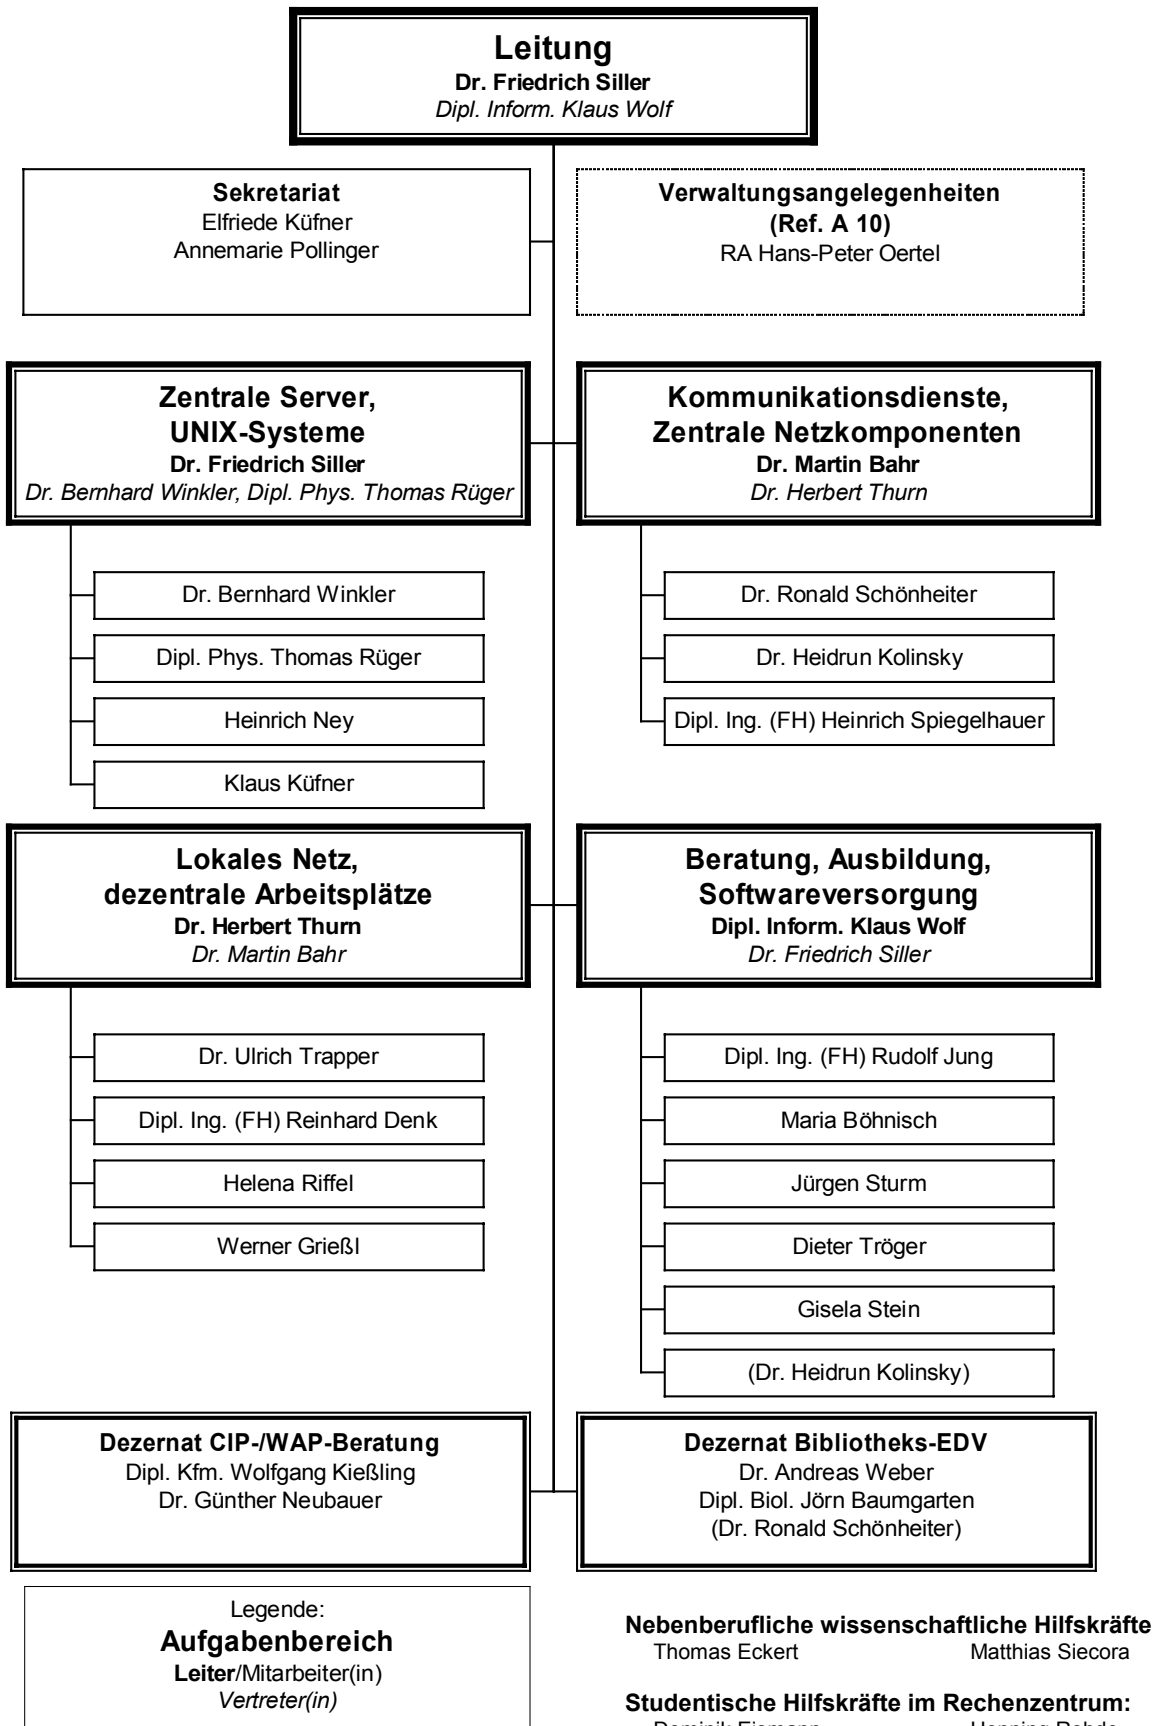 Leitung
Dr. Friedrich Siller
Dipl. Inform. Klaus Wolf
Sekretariat
Elfriede Küfner
Annemarie Pollinger
Verwaltungsangelegenheiten
(Ref. A 10)
RA Hans-Peter Oertel
Zentrale Server,
UNIX-Systeme
Dr. Friedrich Siller
Dr. Bernhard Winkler, Dipl. Phys. Thomas Rüger
Kommunikationsdienste,
Zentrale Netzkomponenten
Dr. Martin Bahr
Dr. Herbert Thurn
Dr. Bernhard Winkler
Dipl. Phys. Thomas Rüger
Heinrich Ney
Klaus Küfner
Dr. Ronald Schönheiter
Dr. Heidrun Kolinsky
Dipl. Ing. (FH) Heinrich Spiegelhauer
Lokales Netz,
dezentrale Arbeitsplätze
Dr. Herbert Thurn
Dr. Martin Bahr
Beratung, Ausbildung,
Softwareversorgung
Dipl. Inform. Klaus Wolf
Dr. Friedrich Siller
Dr. Ulrich Trapper
Dipl. Ing. (FH) Reinhard Denk
Helena Riffel
Werner Grießl
Dipl. Ing. (FH) Rudolf Jung
Maria Böhnisch
Jürgen Sturm
Dieter Tröger
Gisela Stein
(Dr. Heidrun Kolinsky)
Dezernat CIP-/WAP-Beratung
Dipl. Kfm. Wolfgang Kießling
Dr. Günther Neubauer
Dezernat Bibliotheks-EDV
Dr. Andreas Weber
Dipl. Biol. Jörn Baumgarten
(Dr. Ronald Schönheiter)
Legende:
Aufgabenbereich
Leiter/Mitarbeiter(in)
Vertreter(in)
Nebenberufliche wissenschaftliche Hilfskräfte
Thomas Eckert Matthias Siecora
Studentische Hilfskräfte im Rechenzentrum: